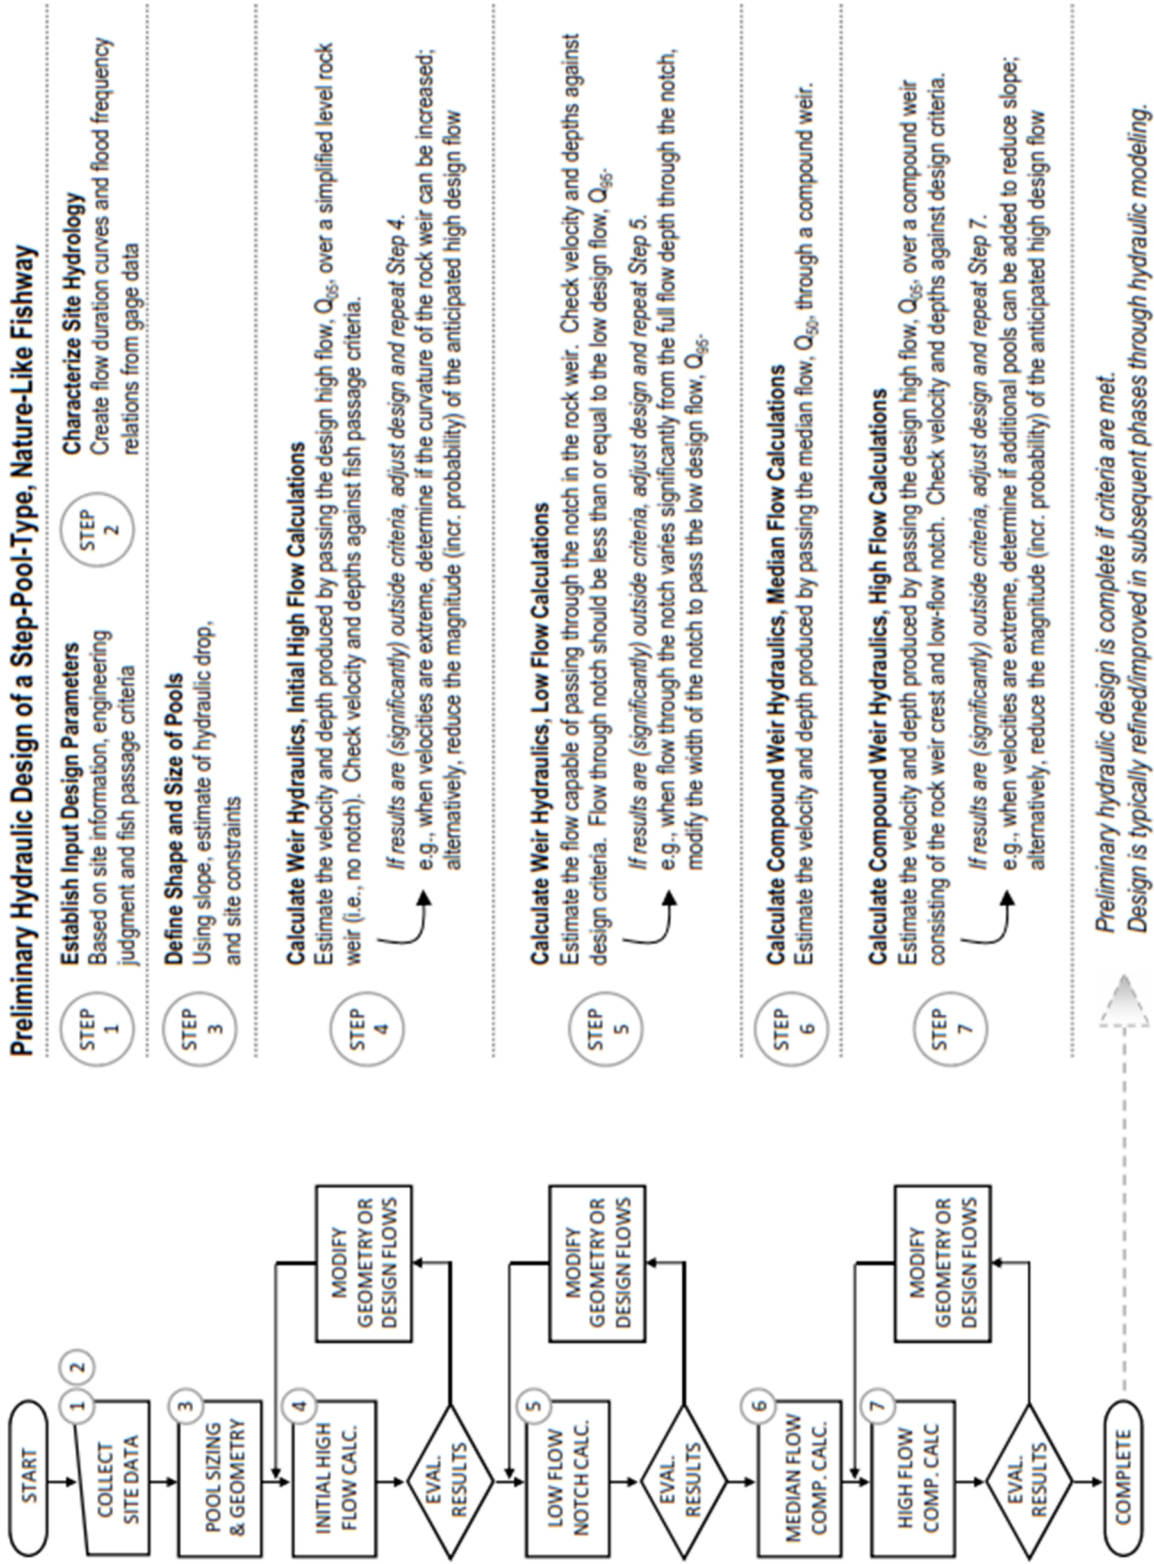 Preliminary Hydraulic Design of a Step-Pool-Type, Nature-Like Fishway
START
1
2
COLLECT
SITE DATA
3
POOL SIZING
& GEOMETRY
4
INITIAL HIGH
FLOW CALC.
MODIFY
GEOMETRY OR
DESIGN FLOWS
EVAL.
RESULTS
5
LOW FLOW
NOTCH CALC.
MODIFY
GEOMETRY OR
DESIGN FLOWS
EVAL.
RESULTS
6
MEDIAN FLOW
COMP. CALC.
7
HIGH FLOW
COMP. CALC
MODIFY
GEOMETRY OR
DESIGN FLOWS
EVAL.
RESULTS
COMPLETE
STEP
1
Establish Input Design Parameters
Based on site information, engineering
judgment and fish passage criteria
STEP
2
Characterize Site Hydrology
Create flow duration curves and flood frequency
relations from gage data
STEP
3
Define Shape and Size of Pools
Using slope, estimate of hydraulic drop,
and site constraints
STEP
4
Calculate Weir Hydraulics, Initial High Flow Calculations
Estimate the velocity and depth produced by passing the design high flow, Q05, over a simplified level rock
weir (i.e., no notch). Check velocity and depths against fish passage criteria.
If results are (significantly) outside criteria, adjust design and repeat Step 4.
e.g., when velocities are extreme, determine if the curvature of the rock weir can be increased;
alternatively, reduce the magnitude (incr. probability) of the anticipated high design flow
STEP
5
Calculate Weir Hydraulics, Low Flow Calculations
Estimate the flow capable of passing through the notch in the rock weir. Check velocity and depths against
design criteria. Flow through notch should be less than or equal to the low design flow, Q95.
If results are (significantly) outside criteria, adjust design and repeat Step 5.
e.g., when flow through the notch varies significantly from the full flow depth through the notch,
modify the width of the notch to pass the low design flow, Q95.
STEP
6
Calculate Compound Weir Hydraulics, Median Flow Calculations
Estimate the velocity and depth produced by passing the median flow, Q50, through a compound weir.
STEP
7
Calculate Compound Weir Hydraulics, High Flow Calculations
Estimate the velocity and depth produced by passing the design high flow, Q05, over a compound weir
consisting of the rock weir crest and low-flow notch. Check velocity and depths against design criteria.
If results are (significantly) outside criteria, adjust design and repeat Step 7.
e.g., when velocities are extreme, determine if additional pools can be added to reduce slope;
alternatively, reduce the magnitude (incr. probability) of the anticipated high design flow
Preliminary hydraulic design is complete if criteria are met.
Design is typically refined/improved in subsequent phases through hydraulic modeling.